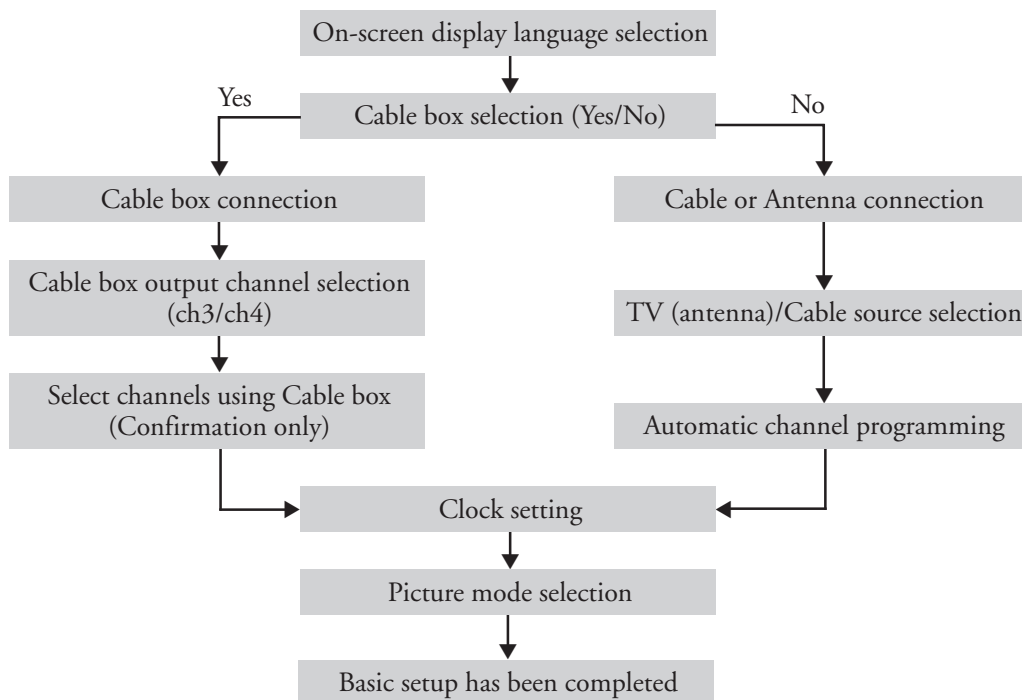 On-screen display language selection
Yes
Cable box selection (Yes/No)
No
Cable box connection
Cable or Antenna connection
Cable box output channel selection
(ch3/ch4)
TV (antenna)/Cable source selection
Select channels using Cable box
(Confirmation only)
Automatic channel programming
Clock setting
Picture mode selection
Basic setup has been completed